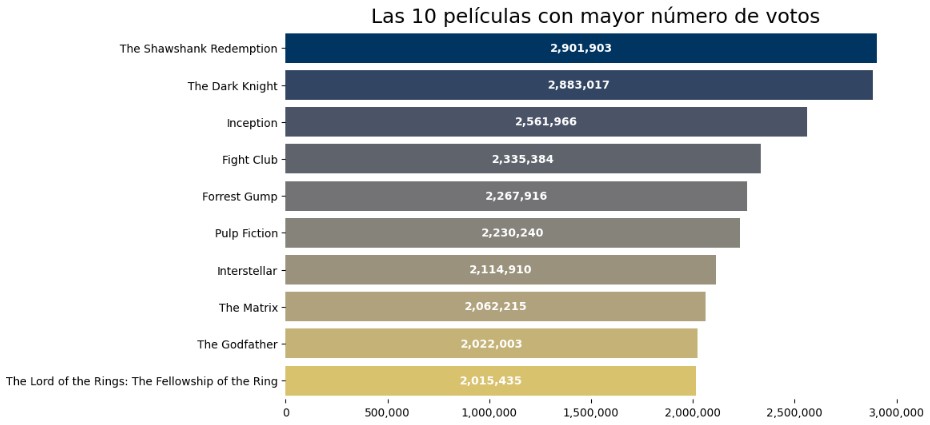 Las 10 películas con mayor número de votos
The Shawshank Redemption 2,901,903
The Dark Knight 2,883,017
Inception 2,561,966
Fight Club 2,335,384
Forrest Gump 2,267,916
Pulp Fiction 2,230,240
Interstellar 2,114,910
The Matrix 2,062,215
The Godfather 2,022,003
The Lord of the Rings: The Fellowship of the Ring 2,015,435
0 500,000 1,000,000 1,500,000 2,000,000 2,500,000 3,000,000